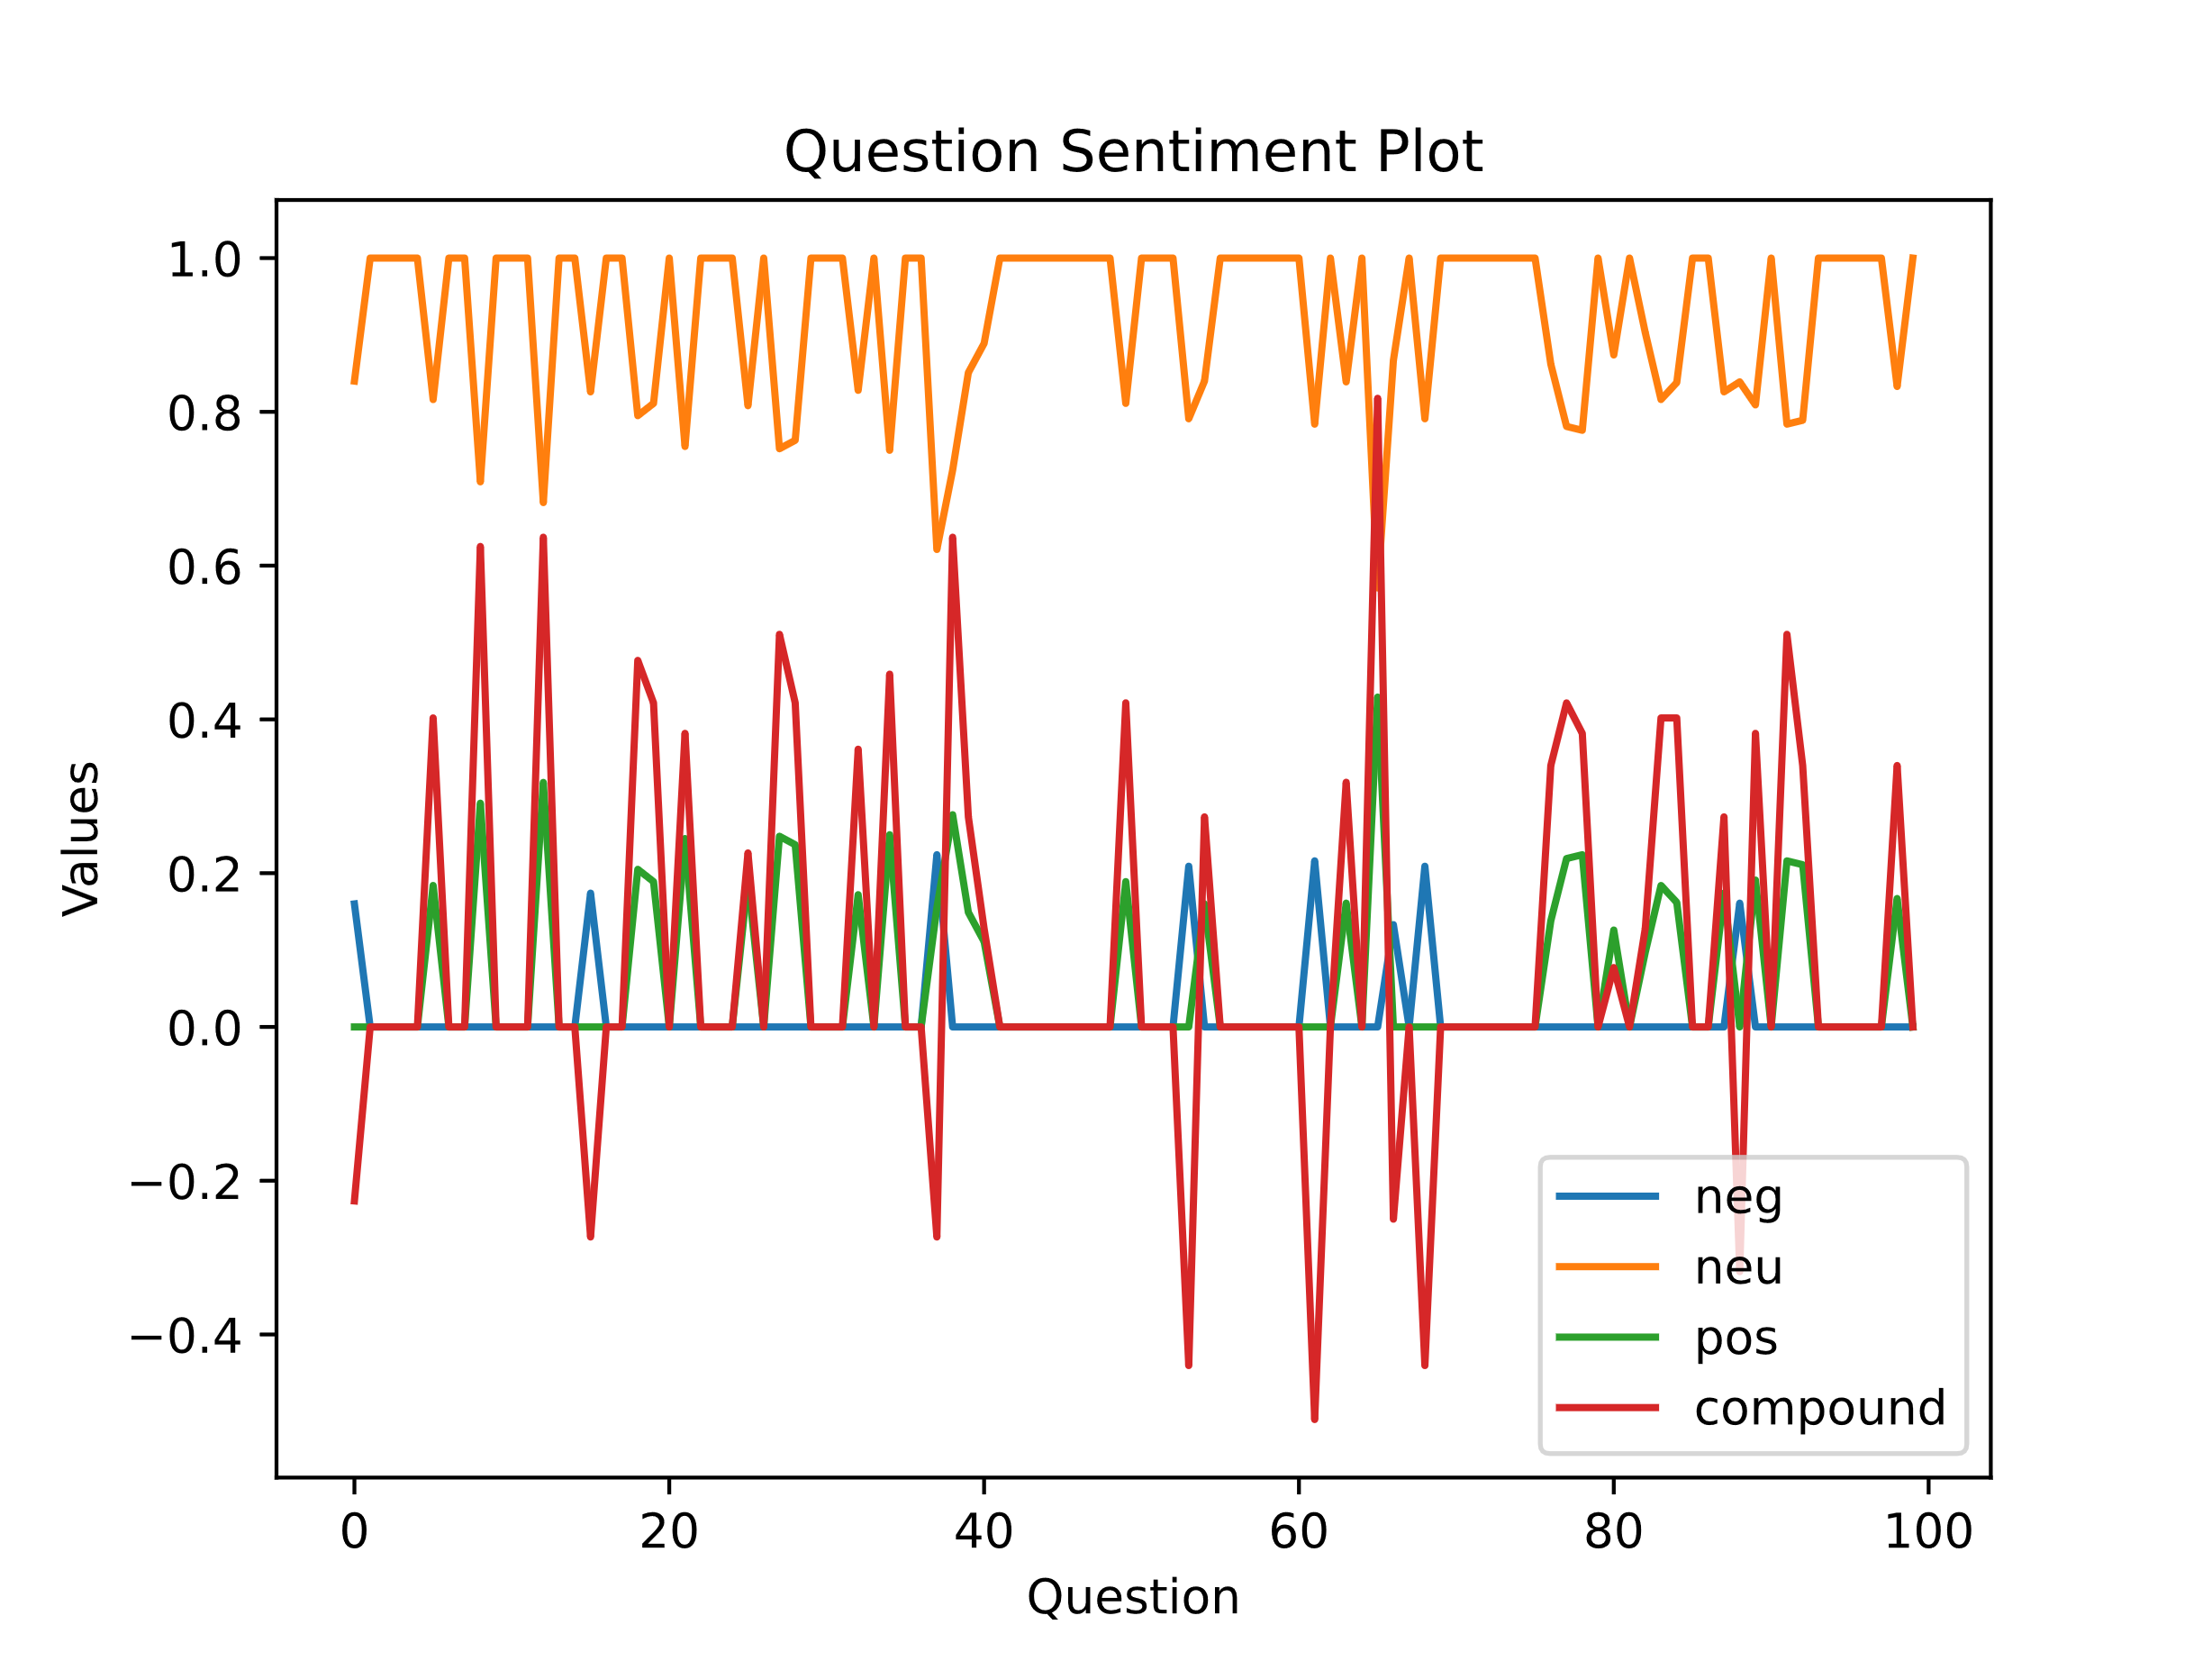 Question Sentiment Plot
Values
1.0
0.8
0.6
0.4
0.2
0.0
−0.2
−0.4
0 20 40 60 80 100
Question
neg
neu
pos
compound